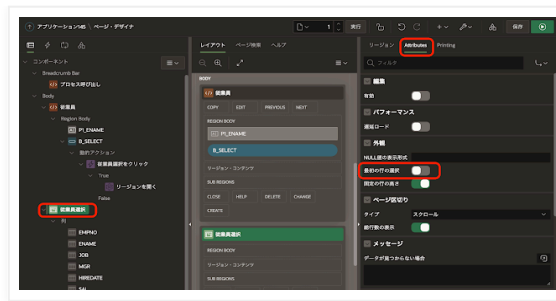 アプリケーション145 \ ページ・デザイナ
1
実行
保存
コンポーネント
Breadcrumb Bar
プロセス呼び出し
Body
従業員
Region Body
P1_ENAME
B_SELECT
動的アクション
従業員選択をクリック
True
リージョンを開く
False
従業員選択
列
EMPNO
ENAME
JOB
MGR
HIREDATE
SAL
レイアウト ページ検索 ヘルプ
BODY
従業員
COPY EDIT PREVIOUS NEXT
REGION BODY
P1_ENAME
B_SELECT
リージョン・コンテンツ
SUB REGIONS
CLOSE HELP DELETE CHANGE
CREATE
従業員選択
REGION BODY
リージョン・コンテンツ
SUB REGIONS
リージョン Attributes Printing
フィルタ
編集
有効
パフォーマンス
遅延ロード
外観
NULL値の表示形式
最初の行の選択
固定の行の高さ
ページ区切り
タイプ スクロール
総行数の表示
メッセージ
データが見つからない場合